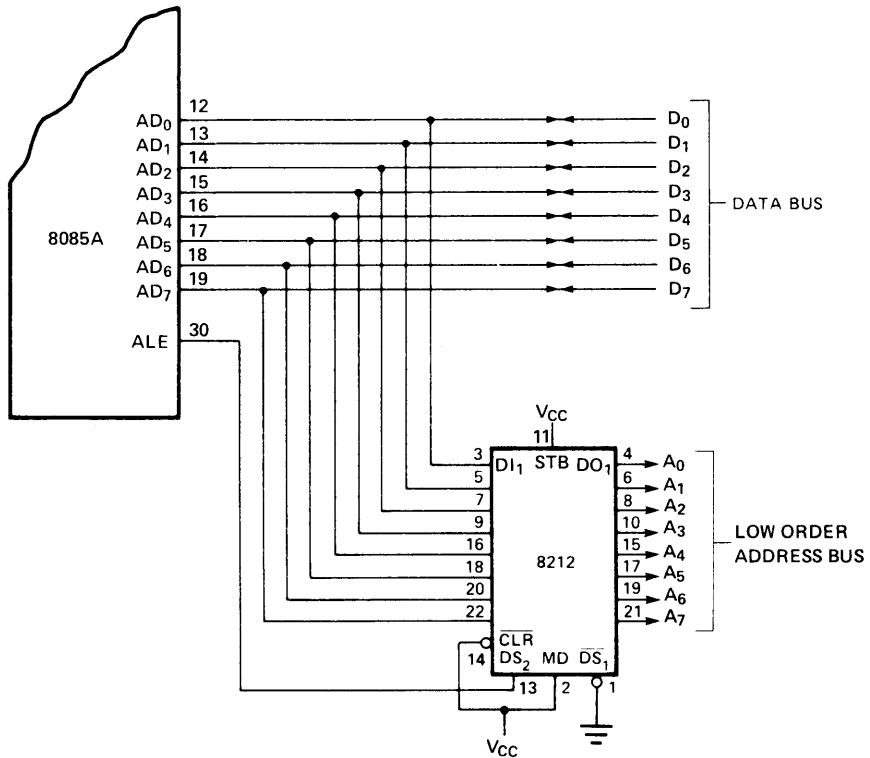 12
AD0 D0
13
AD1 D1
14
AD2 D2
15
AD3 D3
16
AD4 D4
DATA BUS
17
8085A AD5 D5
18
AD6 D6
19
AD7 D7
30
ALE
VCC
11
3 DI1 STB DO1 4 A0
5 6 A1
7 8 A2
9 10 A3
16 15 A4
18 17 A5
20 19 A6
22 21 A7
8212
LOW ORDER
ADDRESS BUS
CLR
14 DS2 MD DS1
13 2 1
VCC